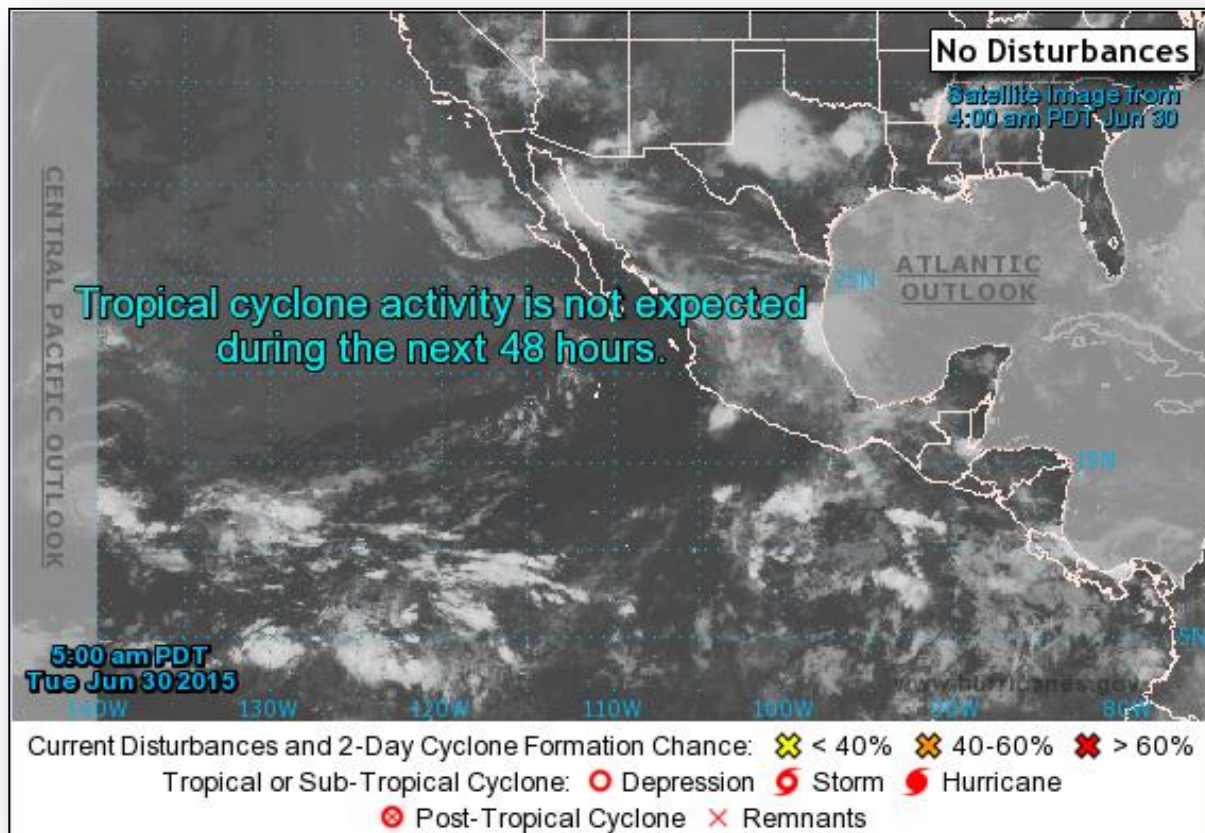 No Disturbances
Satellite Image from
4:00 am PDT Jun 30
CENTRAL PACIFIC OUTLOOK
ATLANTIC
OUTLOOK
25N
Tropical cyclone activity is not expected
during the next 48 hours.
15N
5N
5:00 am PDT
Tue Jun 30 2015
www.hurricanes.gov
140W 130W 120W 110W 100W 90W 80W
Current Disturbances and 2-Day Cyclone Formation Chance: < 40% 40-60% > 60%
Tropical or Sub-Tropical Cyclone: Depression Storm Hurricane
Post-Tropical Cyclone Remnants